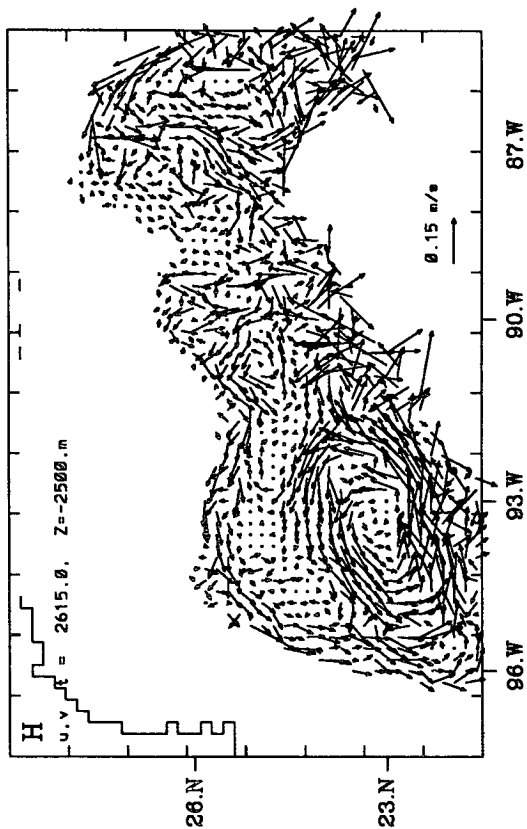 H
u,v t = 2615.0, Z=-2500.m
0.15 m/s
26.N
23.N
96.W
93.W
90.W
87.W